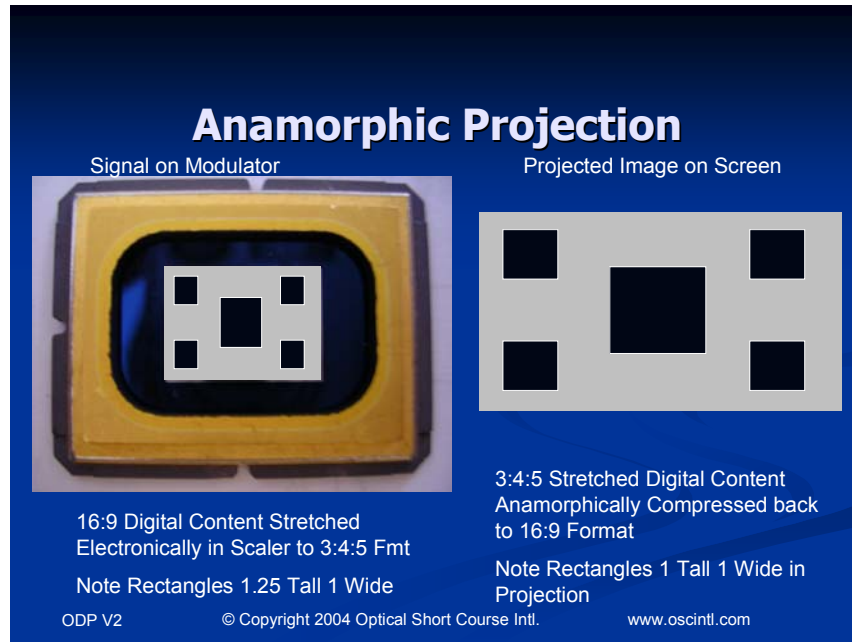 Anamorphic Projection
Signal on Modulator
Projected Image on Screen
16:9 Digital Content Stretched
Electronically in Scaler to 3:4:5 Fmt
Note Rectangles 1.25 Tall 1 Wide
3:4:5 Stretched Digital Content
Anamorphically Compressed back
to 16:9 Format
Note Rectangles 1 Tall 1 Wide in
Projection
ODP V2 © Copyright 2004 Optical Short Course Intl. www.oscintl.com